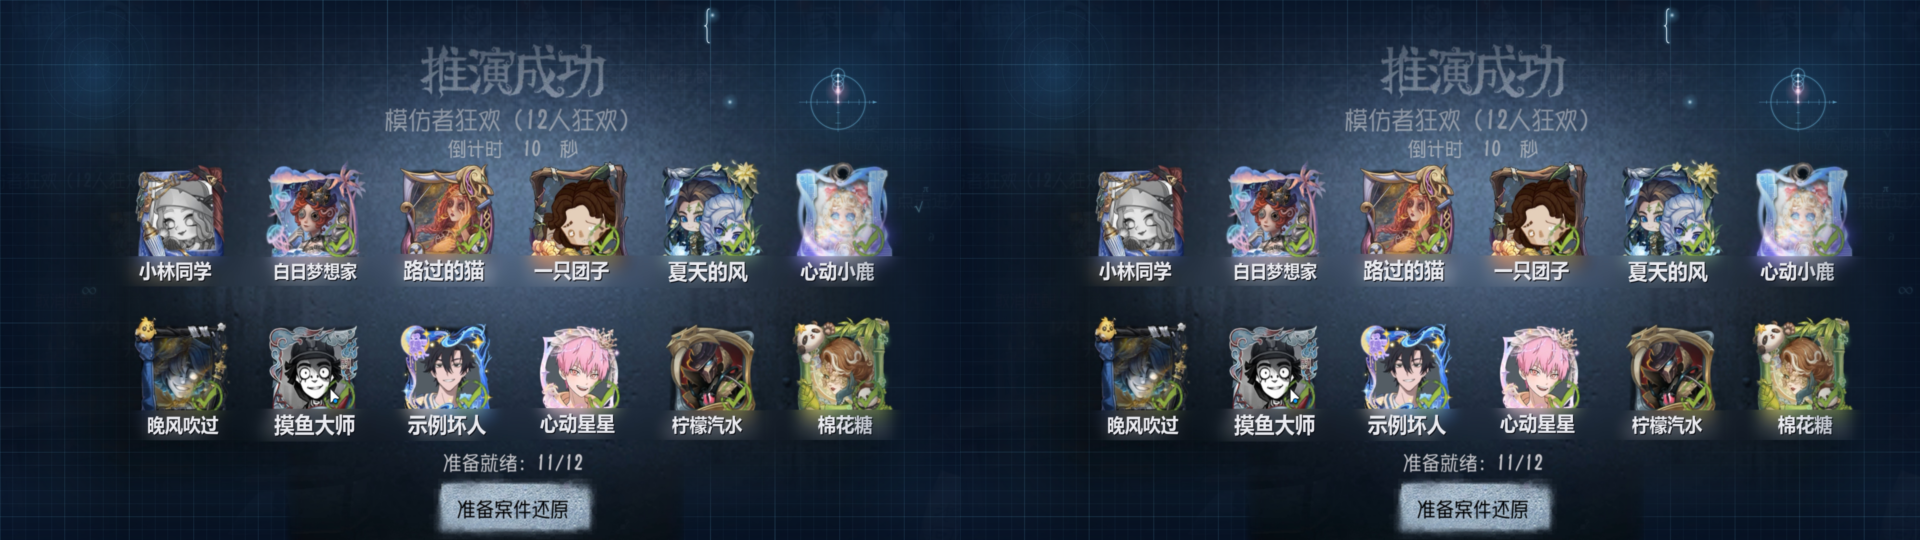 推演成功
模仿者狂欢（12人狂欢）
倒计时 10 秒
小林同学 白日梦想家 路过的猫 一只团子 夏天的风 心动小鹿
晚风吹过 摸鱼大师 示例坏人 心动星星 柠檬汽水 棉花糖
准备就绪：11/12
准备案件还原
推演成功
模仿者狂欢（12人狂欢）
倒计时 10 秒
小林同学 白日梦想家 路过的猫 一只团子 夏天的风 心动小鹿
晚风吹过 摸鱼大师 示例坏人 心动星星 柠檬汽水 棉花糖
准备就绪：11/12
准备案件还原